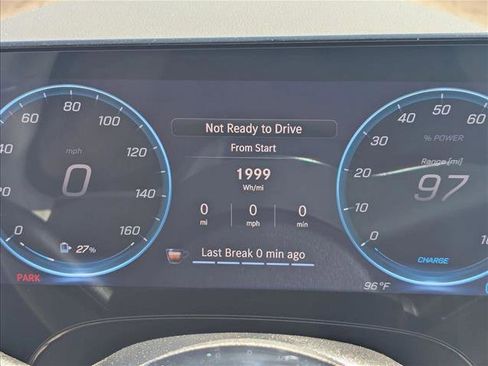 80
60
100
40
120
20
140
0
160
mph
0
27%
PARK
Not Ready to Drive
From Start
1999
Wh/mi
0 0 0
mi mph min
Last Break 0 min ago
60
50
40
30
20
10
0
10
% POWER
Range [mi]
97
CHARGE
96°F